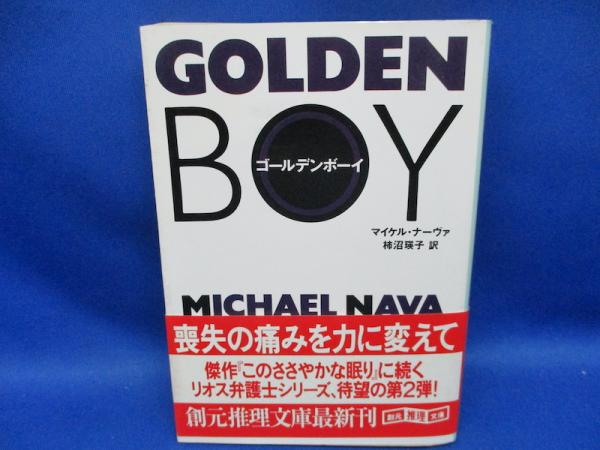 GOLDEN
BOY
ゴールデンボーイ
マイケル・ナーヴァ
柿沼瑛子 訳
MICHAEL NAVA
喪失の痛みを力に変えて
傑作『このささやかな眠り』に続く
リオス弁護士シリーズ、待望の第2弾!
創元推理文庫最新刊
創元 推理 文庫